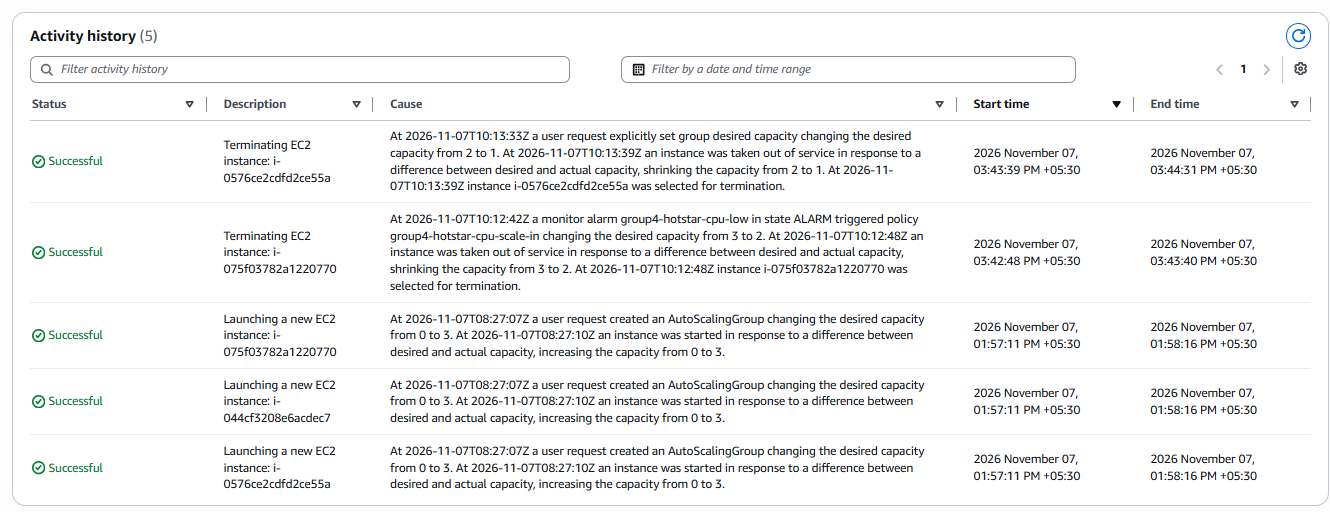 Activity history (5)
Filter activity history
Filter by a date and time range
1
Status
Description
Cause
Start time
End time
Successful
Terminating EC2
instance: i-
0576ce2cdfd2ce55a
At 2026-11-07T10:13:33Z a user request explicitly set group desired capacity changing the desired
capacity from 2 to 1. At 2026-11-07T10:13:39Z an instance was taken out of service in response to a
difference between desired and actual capacity, shrinking the capacity from 2 to 1. At 2026-11-
07T10:13:39Z instance i-0576ce2cdfd2ce55a was selected for termination.
2026 November 07,
03:43:39 PM +05:30
2026 November 07,
03:44:31 PM +05:30
Successful
Terminating EC2
instance: i-
075f03782a1220770
At 2026-11-07T10:12:42Z a monitor alarm group4-hotstar-cpu-low in state ALARM triggered policy
group4-hotstar-cpu-scale-in changing the desired capacity from 3 to 2. At 2026-11-07T10:12:48Z an
instance was taken out of service in response to a difference between desired and actual capacity,
shrinking the capacity from 3 to 2. At 2026-11-07T10:12:48Z instance i-075f03782a1220770 was
selected for termination.
2026 November 07,
03:42:48 PM +05:30
2026 November 07,
03:43:40 PM +05:30
Successful
Launching a new EC2
instance: i-
075f03782a1220770
At 2026-11-07T08:27:07Z a user request created an AutoScalingGroup changing the desired capacity
from 0 to 3. At 2026-11-07T08:27:10Z an instance was started in response to a difference between
desired and actual capacity, increasing the capacity from 0 to 3.
2026 November 07,
01:57:11 PM +05:30
2026 November 07,
01:58:16 PM +05:30
Successful
Launching a new EC2
instance: i-
044cf3208e6acdec7
At 2026-11-07T08:27:07Z a user request created an AutoScalingGroup changing the desired capacity
from 0 to 3. At 2026-11-07T08:27:10Z an instance was started in response to a difference between
desired and actual capacity, increasing the capacity from 0 to 3.
2026 November 07,
01:57:11 PM +05:30
2026 November 07,
01:58:16 PM +05:30
Successful
Launching a new EC2
instance: i-
0576ce2cdfd2ce55a
At 2026-11-07T08:27:07Z a user request created an AutoScalingGroup changing the desired capacity
from 0 to 3. At 2026-11-07T08:27:10Z an instance was started in response to a difference between
desired and actual capacity, increasing the capacity from 0 to 3.
2026 November 07,
01:57:11 PM +05:30
2026 November 07,
01:58:16 PM +05:30